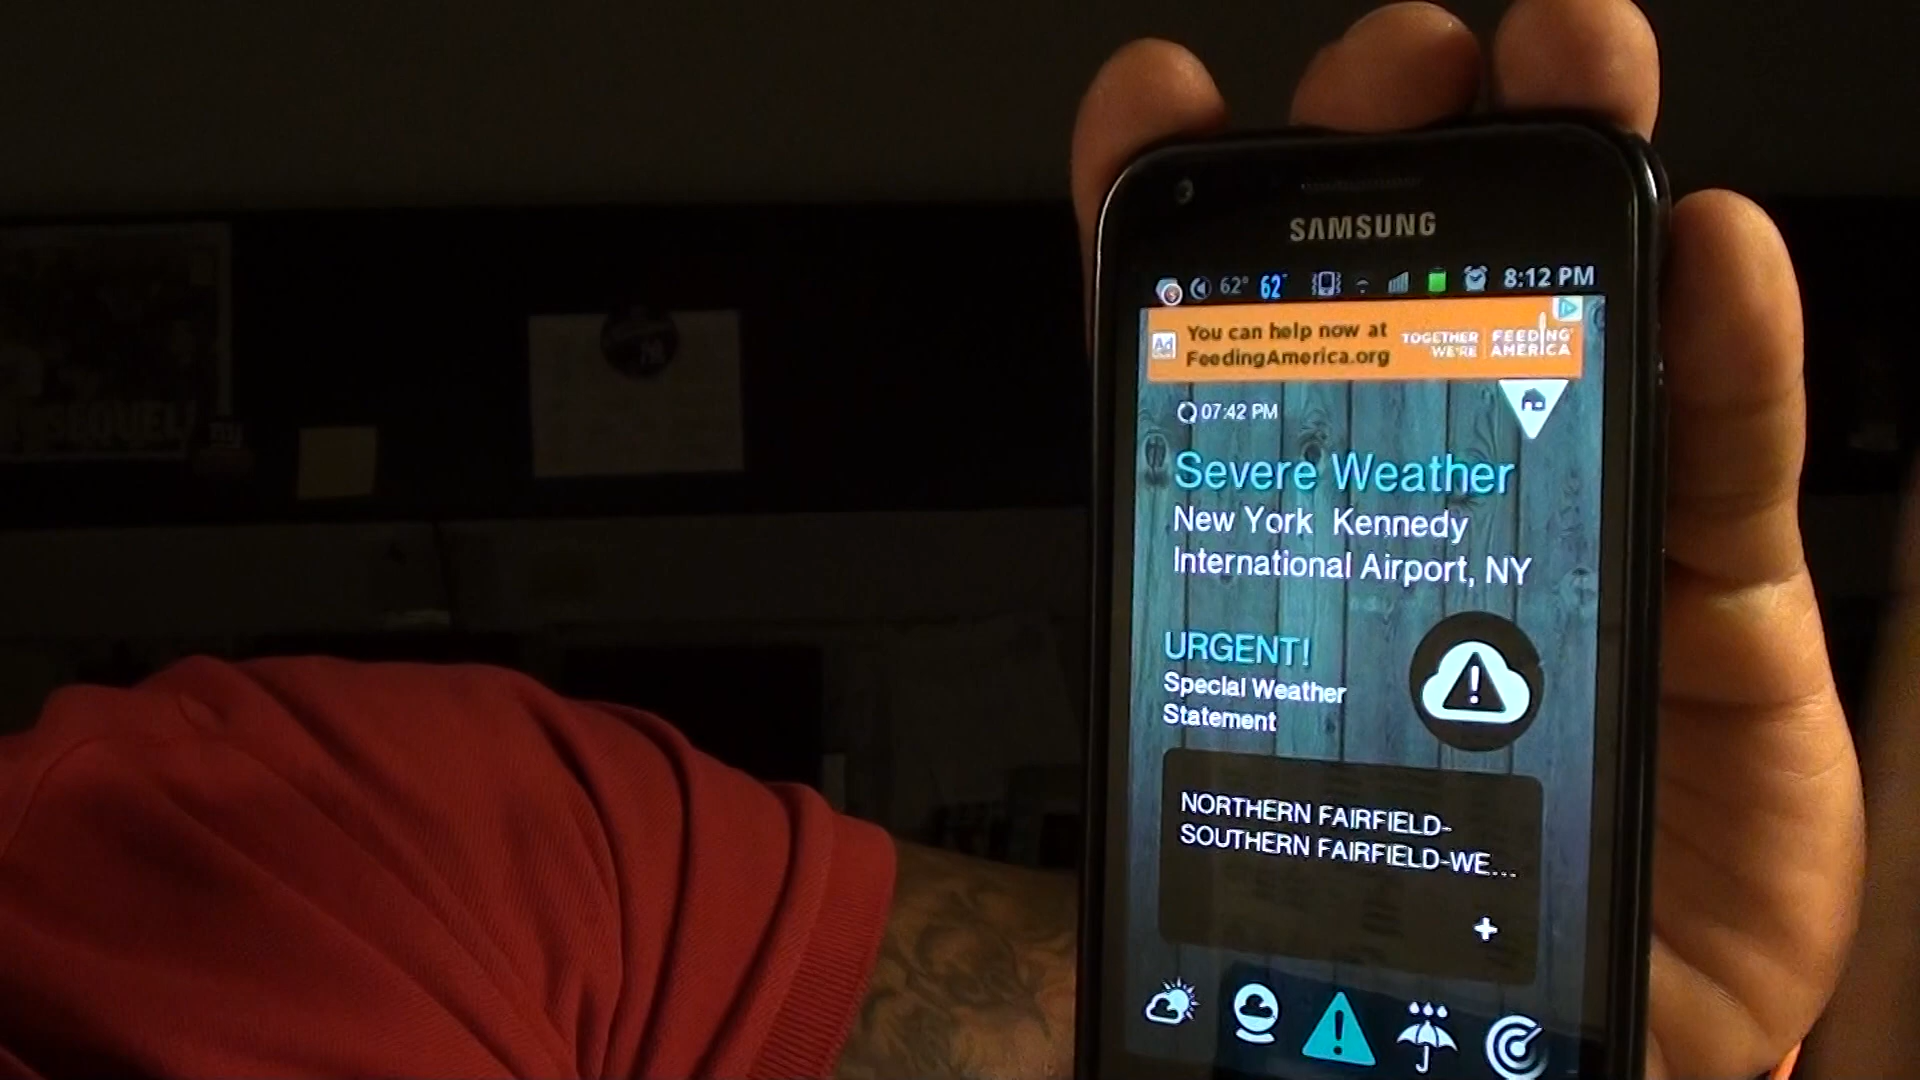 SEQUEL!
SAMSUNG
62° 62° 8:12 PM
Ad
You can help now at
FeedingAmerica.org
TOGETHER
WE'RE
FEEDING
AMERICA
07:42 PM
Severe Weather
New York Kennedy
International Airport, NY
URGENT!
Special Weather
Statement
NORTHERN FAIRFIELD-
SOUTHERN FAIRFIELD-WE...